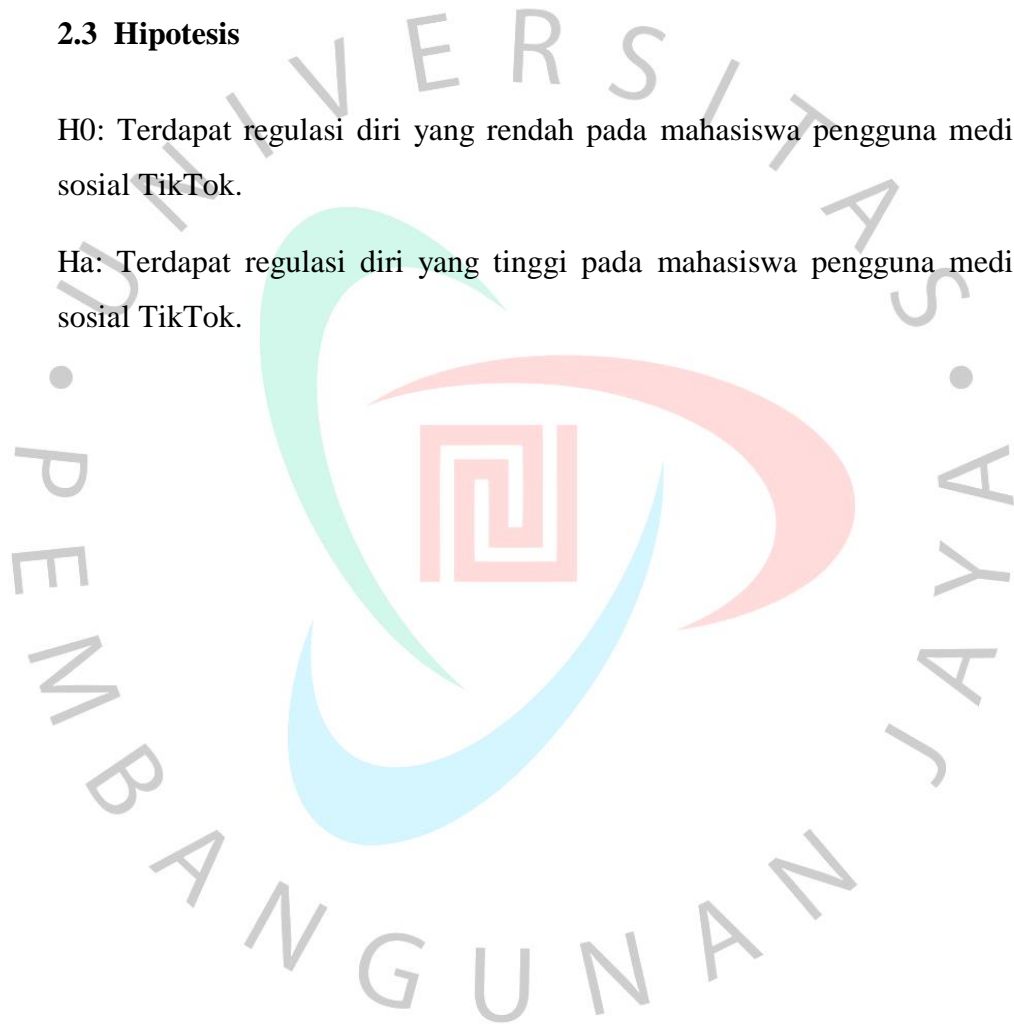 2.3 Hipotesis
H0: Terdapat regulasi diri yang rendah pada mahasiswa pengguna medi
sosial TikTok.
Ha: Terdapat regulasi diri yang tinggi pada mahasiswa pengguna medi
sosial TikTok.
UNIVERSITAS • PEMBANGUNAN JAYA •